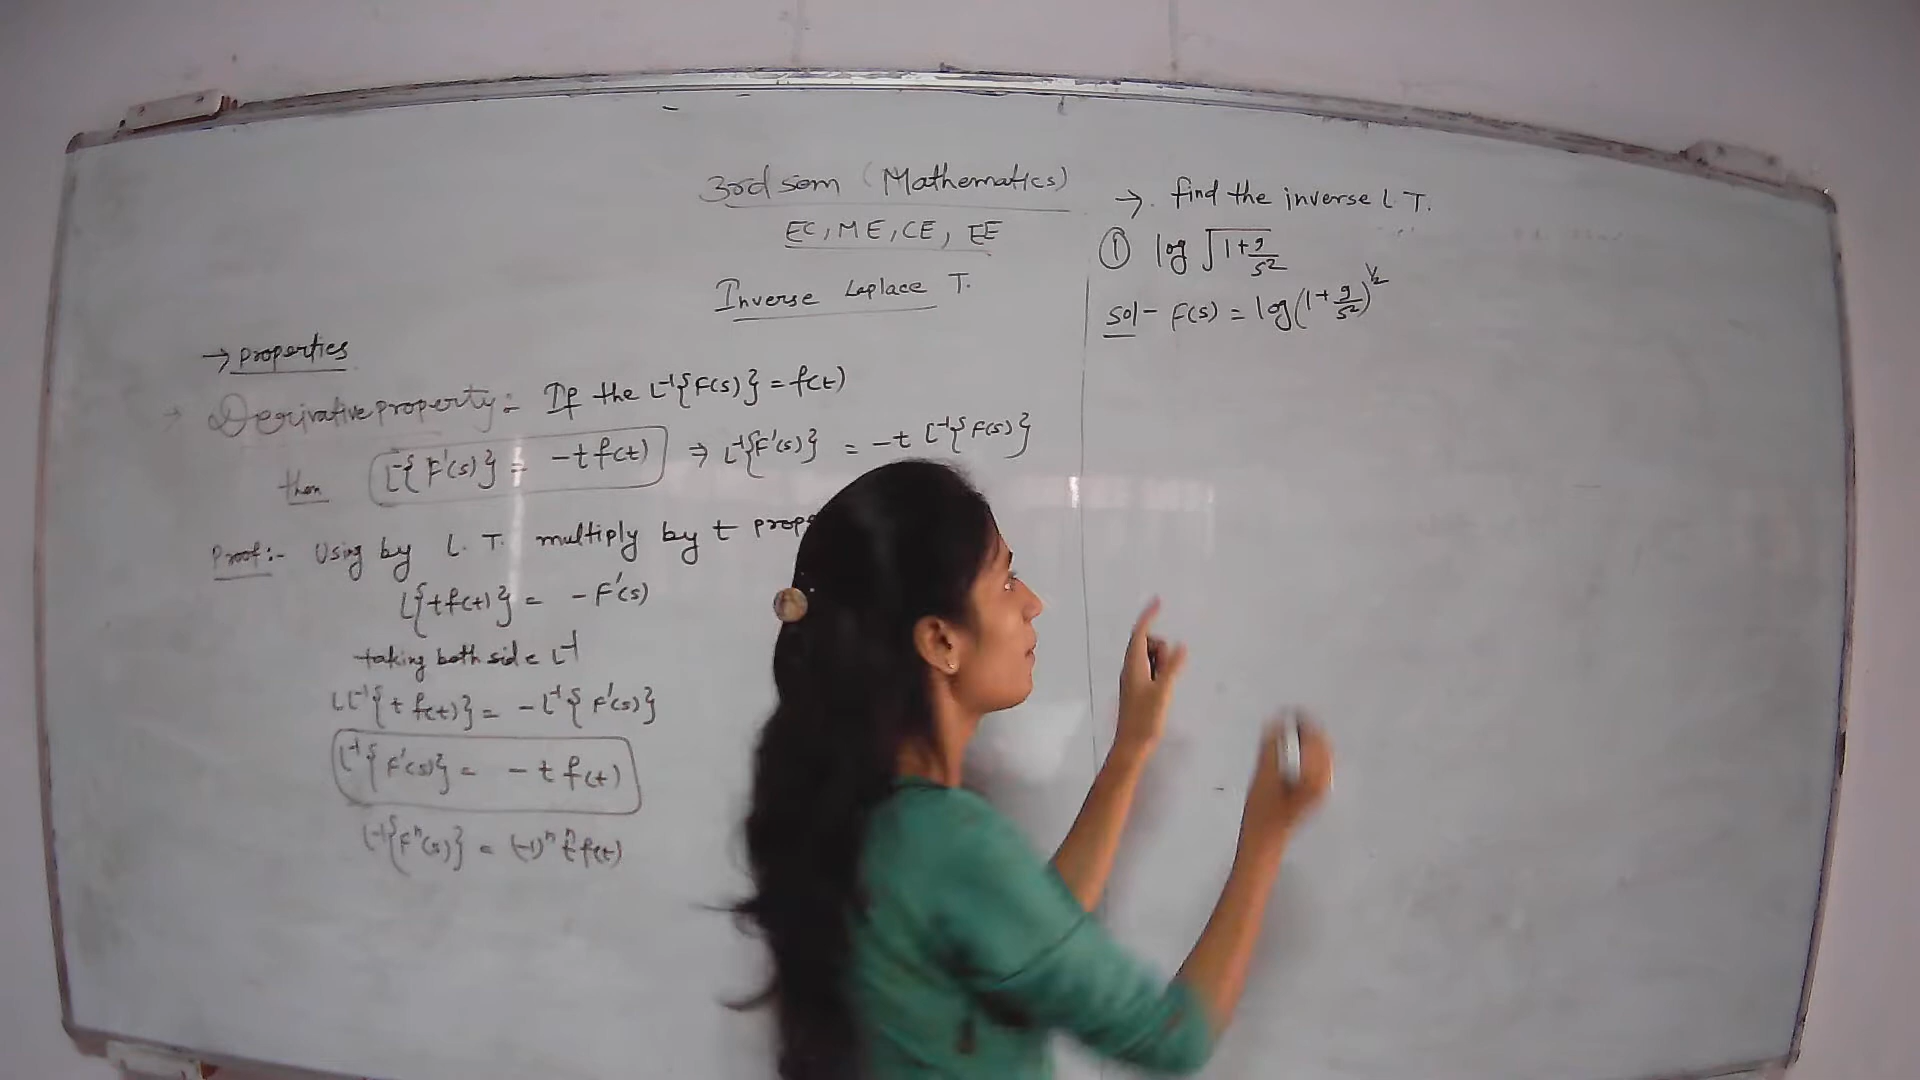 3rd sem (Mathematics)
EC, ME, CE, EE
Inverse Laplace T.
→ properties
→ Derivative property:- If the L⁻¹{F(s)} = f(t)
then L⁻¹{F'(s)} = -t f(t) ⇒ L⁻¹{F'(s)} = -t L⁻¹{F(s)}
Proof:- Using by L. T. multiply by t
L{tf(t)} = -F'(s)
taking both side L⁻¹
LL⁻¹{t f(t)} = -L⁻¹{F'(s)}
L⁻¹{F'(s)} = -t f(t)
L⁻¹{Fⁿ(s)} = (-1)ⁿ tⁿ f(t)
→. find the inverse L T.
① log √(1+9/s²)
Sol- F(s) = log(1+9/s²)^½